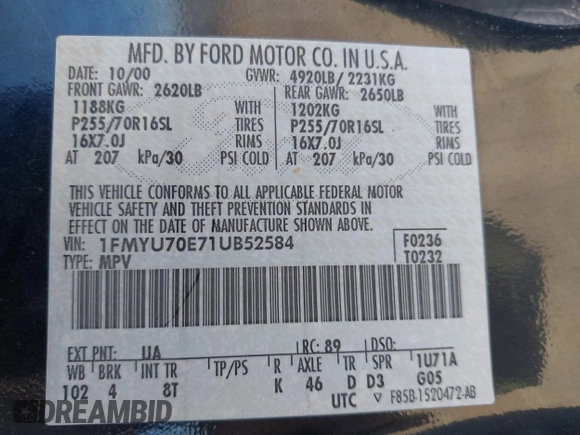 MFD. BY FORD MOTOR CO. IN U.S.A.
DATE: 10/00 GVWR: 4920LB/ 2231KG
FRONT GAWR: 2620LB REAR GAWR: 2650LB
1188KG WITH 1202KG WITH
P255/70R16SL TIRES P255/70R16SL TIRES
16X7.0J RIMS 16X7.0J RIMS
AT 207 kPa/30 PSI COLD AT 207 kPa/30 PSI COLD
THIS VEHICLE CONFORMS TO ALL APPLICABLE FEDERAL MOTOR
VEHICLE SAFETY AND THEFT PREVENTION STANDARDS IN
EFFECT ON THE DATE OF MANUFACTURE SHOWN ABOVE.
VIN: 1FMYU70E71UB52584 F0236
TYPE: MPV T0232
EXT PNT: UA RC: 89 DSO:
WB BRK INT TR TP/PS R AXLE TR SPR 1U71A
102 4 8T K 46 D D3 G05
UTC ▽ F85B-1520472-AB
DREAMBID